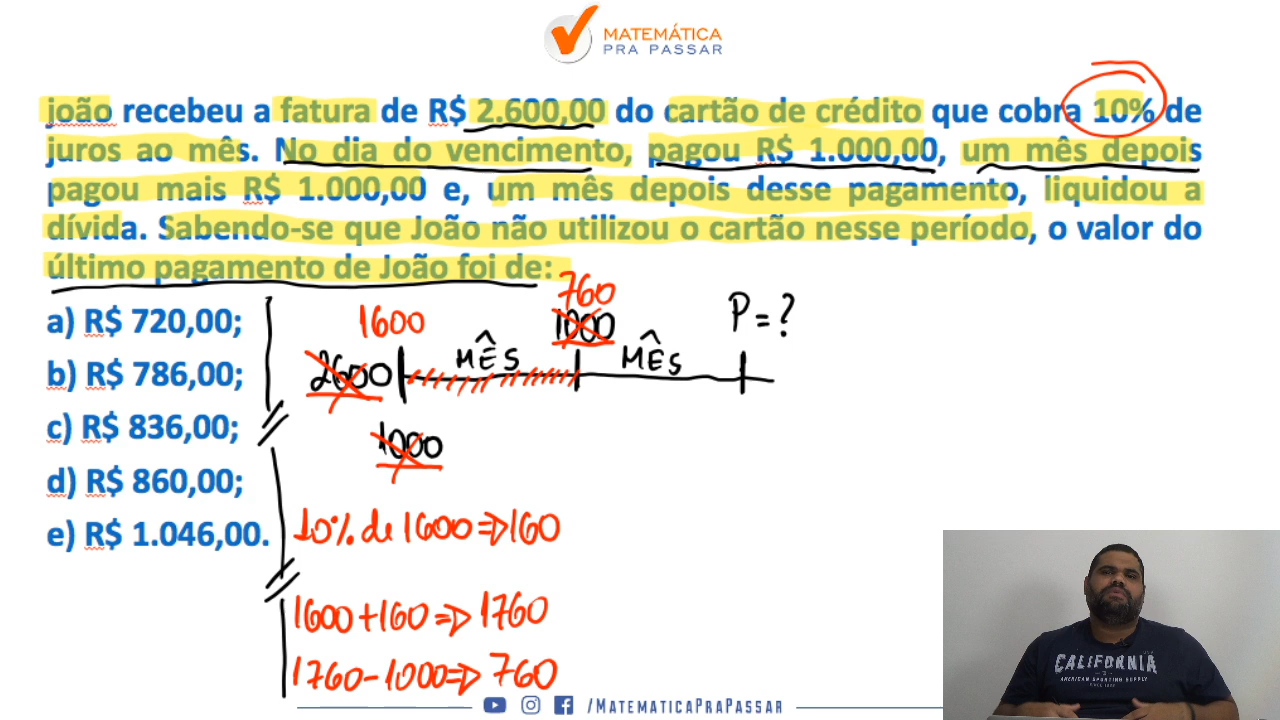 MATEMÁTICA
PRA PASSAR
joão recebeu a fatura de R$ 2.600,00 do cartão de crédito que cobra 10% de
juros ao mês. No dia do vencimento, pagou R$ 1.000,00, um mês depois
pagou mais R$ 1.000,00 e, um mês depois desse pagamento, liquidou a
dívida. Sabendo-se que João não utilizou o cartão nesse período, o valor do
último pagamento de João foi de:
a) R$ 720,00;
b) R$ 786,00;
c) R$ 836,00;
d) R$ 860,00;
e) R$ 1.046,00.
760
1600 1000 P=?
2600 MÊS MÊS
1000
10% de 1600 ⇒ 160
1600+160 ⇒ 1760
1760-1000 ⇒ 760
CALIFORNIA
AMERICAN SPORTING SUPPLY
/MATEMATICAPRAPASSAR